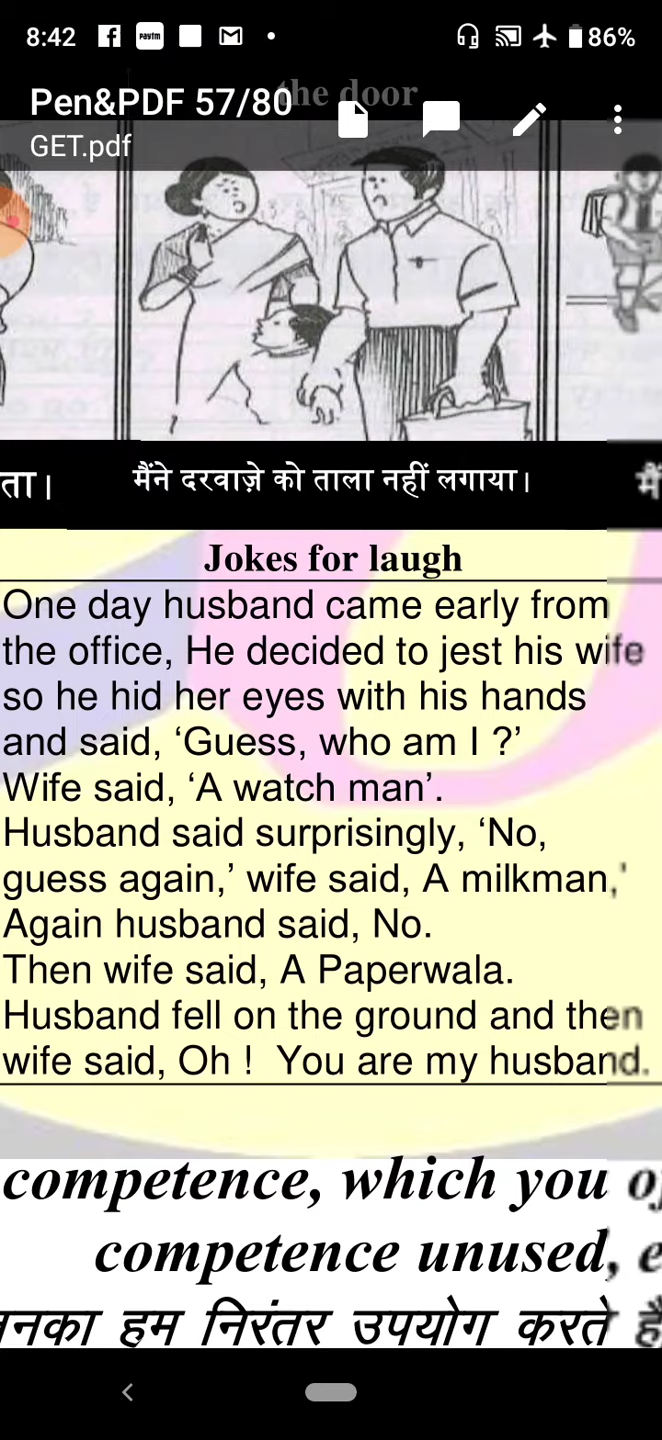 8:42
paytm
86%
the door
Pen&PDF 57/80
GET.pdf
ता।
मैंने दरवाज़े को ताला नहीं लगाया।
मैं
Jokes for laugh
One day husband came early from
the office, He decided to jest his wife
so he hid her eyes with his hands
and said, ‘Guess, who am I ?’
Wife said, ‘A watch man’.
Husband said surprisingly, ‘No,
guess again,’ wife said, A milkman,'
Again husband said, No.
Then wife said, A Paperwala.
Husband fell on the ground and then
wife said, Oh ! You are my husband.
competence, which you
competence unused,
हम निरंतर उपयोग करते